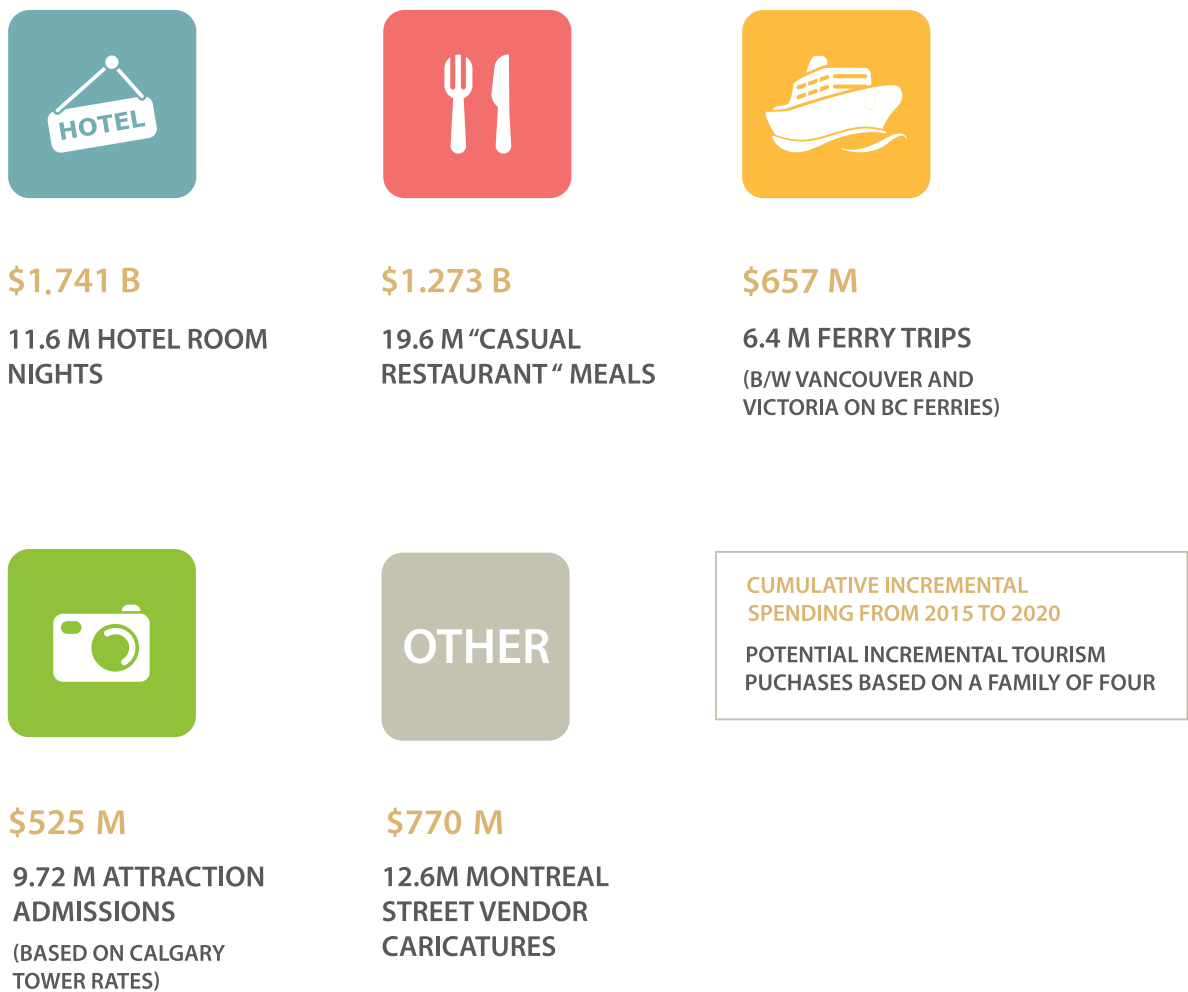 HOTEL
$1.741 B
11.6 M HOTEL ROOM
NIGHTS
$1.273 B
19.6 M “CASUAL
RESTAURANT “ MEALS
$657 M
6.4 M FERRY TRIPS
(B/W VANCOUVER AND
VICTORIA ON BC FERRIES)
$525 M
9.72 M ATTRACTION
ADMISSIONS
(BASED ON CALGARY
TOWER RATES)
OTHER
$770 M
12.6M MONTREAL
STREET VENDOR
CARICATURES
CUMULATIVE INCREMENTAL
SPENDING FROM 2015 TO 2020
POTENTIAL INCREMENTAL TOURISM
PUCHASES BASED ON A FAMILY OF FOUR